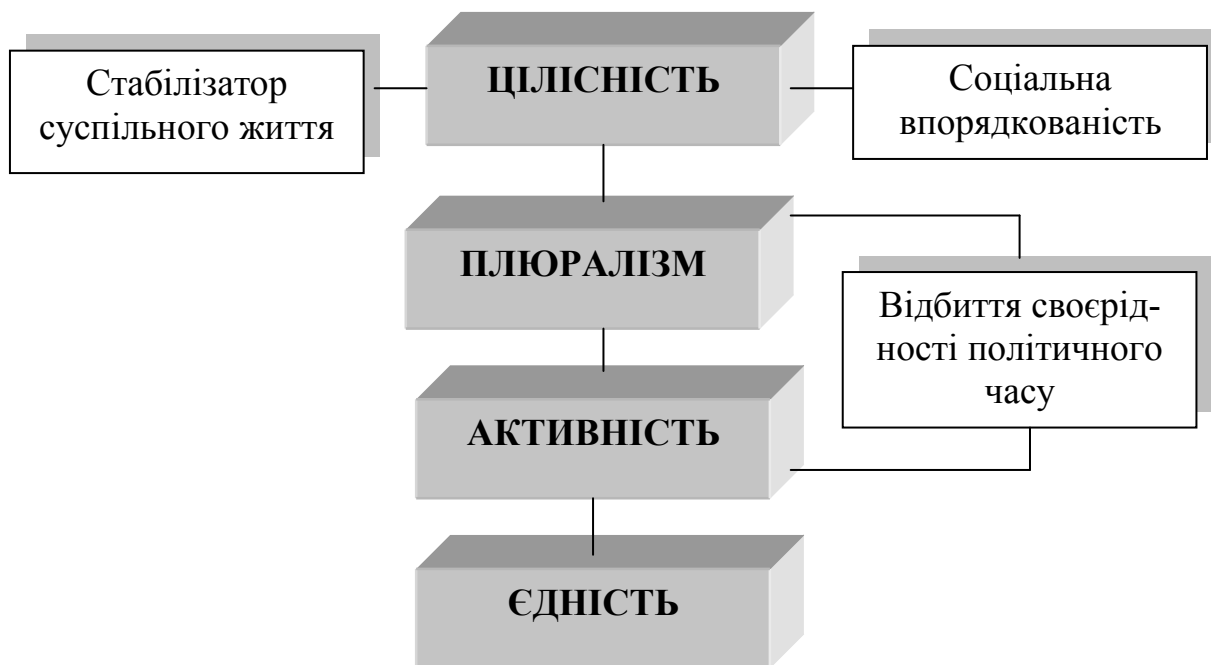 Стабілізатор
суспільного життя
ЦІЛІСНІСТЬ
Соціальна
впорядкованість
ПЛЮРАЛІЗМ
Відбиття своєрід-
ності політичного
часу
АКТИВНІСТЬ
ЄДНІСТЬ